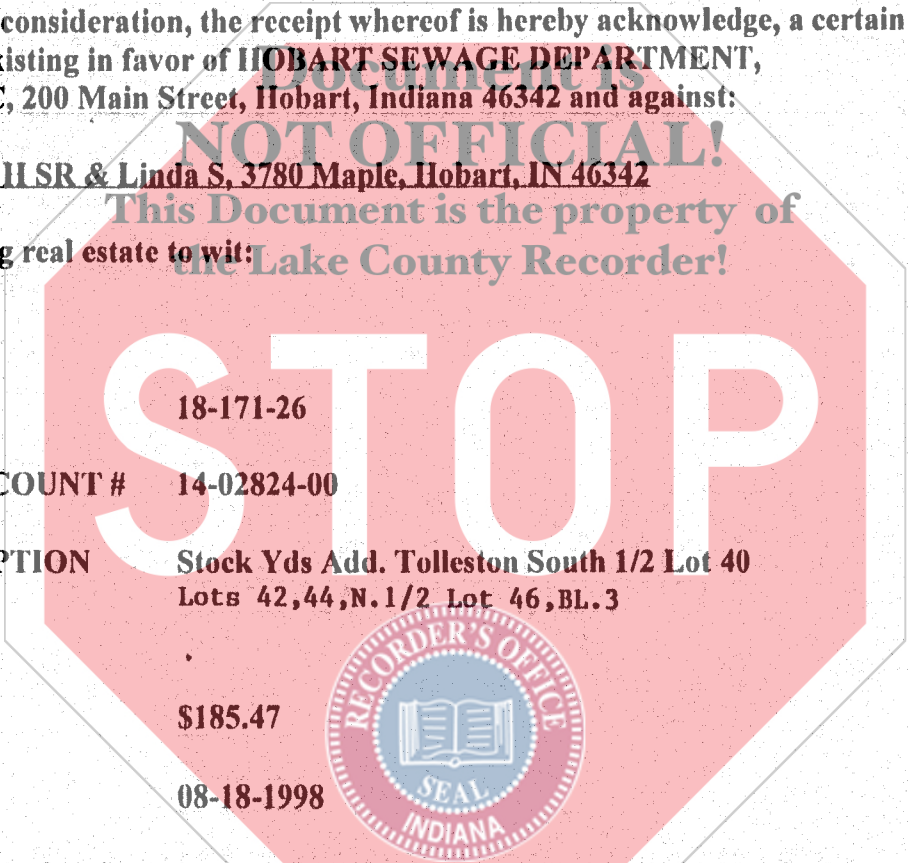 consideration, the receipt whereof is hereby acknowledge, a certain
isting in favor of HOBART SEWAGE DEPARTMENT,
Document is
, 200 Main Street, Hobart, Indiana 46342 and against:
NOT OFFICIAL!
SR & Linda S, 3780 Maple, Hobart, IN 46342
This Document is the property of
g real estate to wit:
the Lake County Recorder!
STOP
18-171-26
COUNT # 14-02824-00
PTION Stock Yds Add. Tolleston South 1/2 Lot 40
Lots 42,44,N.1/2 Lot 46,BL.3
RECORDER'S OFFICE
$185.47
SEAL
08-18-1998
INDIANA